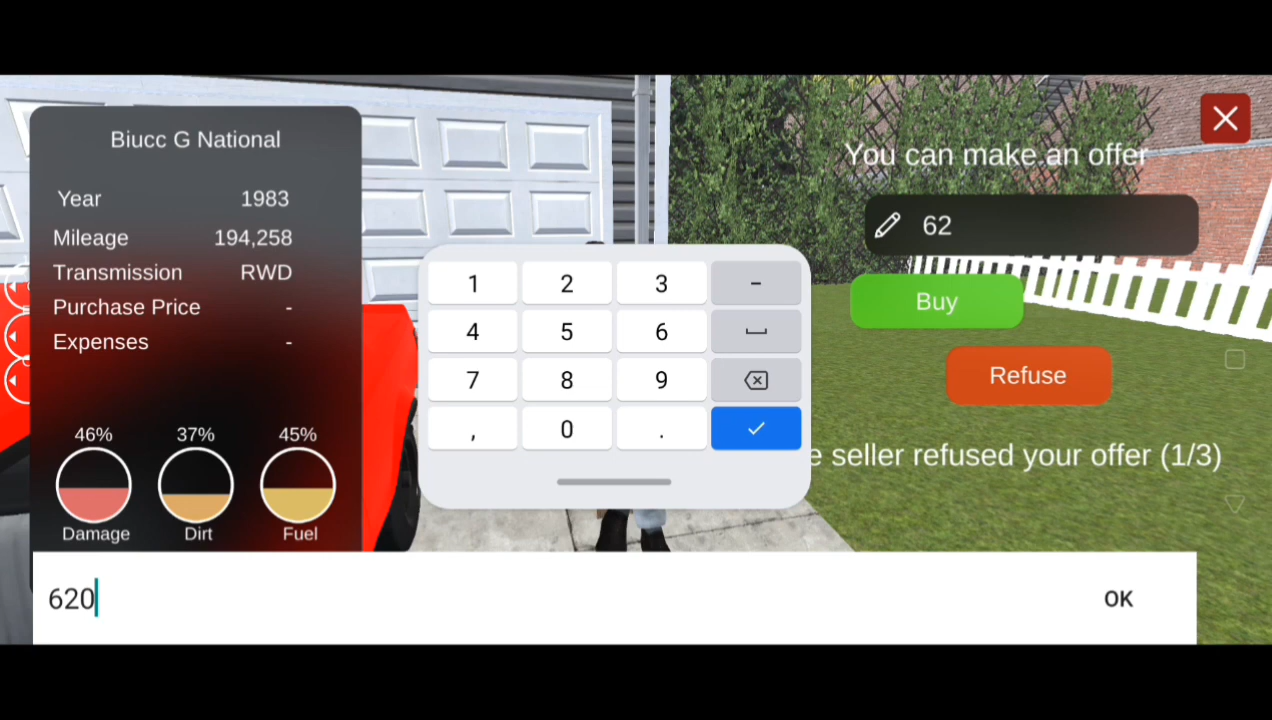 Biucc G National
Year 1983
Mileage 194,258
Transmission RWD
Purchase Price -
Expenses -
46% 37% 45%
Damage Dirt Fuel
1 2 3 -
4 5 6
7 8 9
, 0 .
You can make an offer
62
Buy
Refuse
e seller refused your offer (1/3)
620
OK